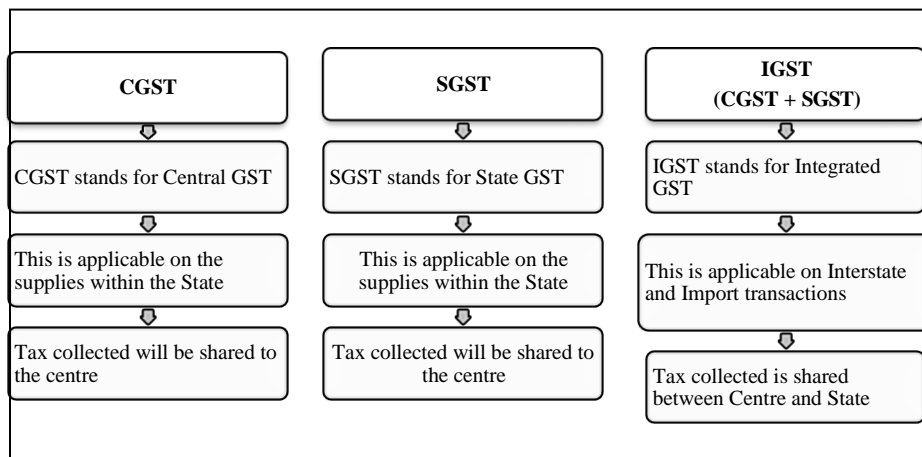 CGST
CGST stands for Central GST
This is applicable on the
supplies within the State
Tax collected will be shared to
the centre
SGST
SGST stands for State GST
This is applicable on the
supplies within the State
Tax collected will be shared to
the centre
IGST
(CGST + SGST)
IGST stands for Integrated
GST
This is applicable on Interstate
and Import transactions
Tax collected is shared
between Centre and State